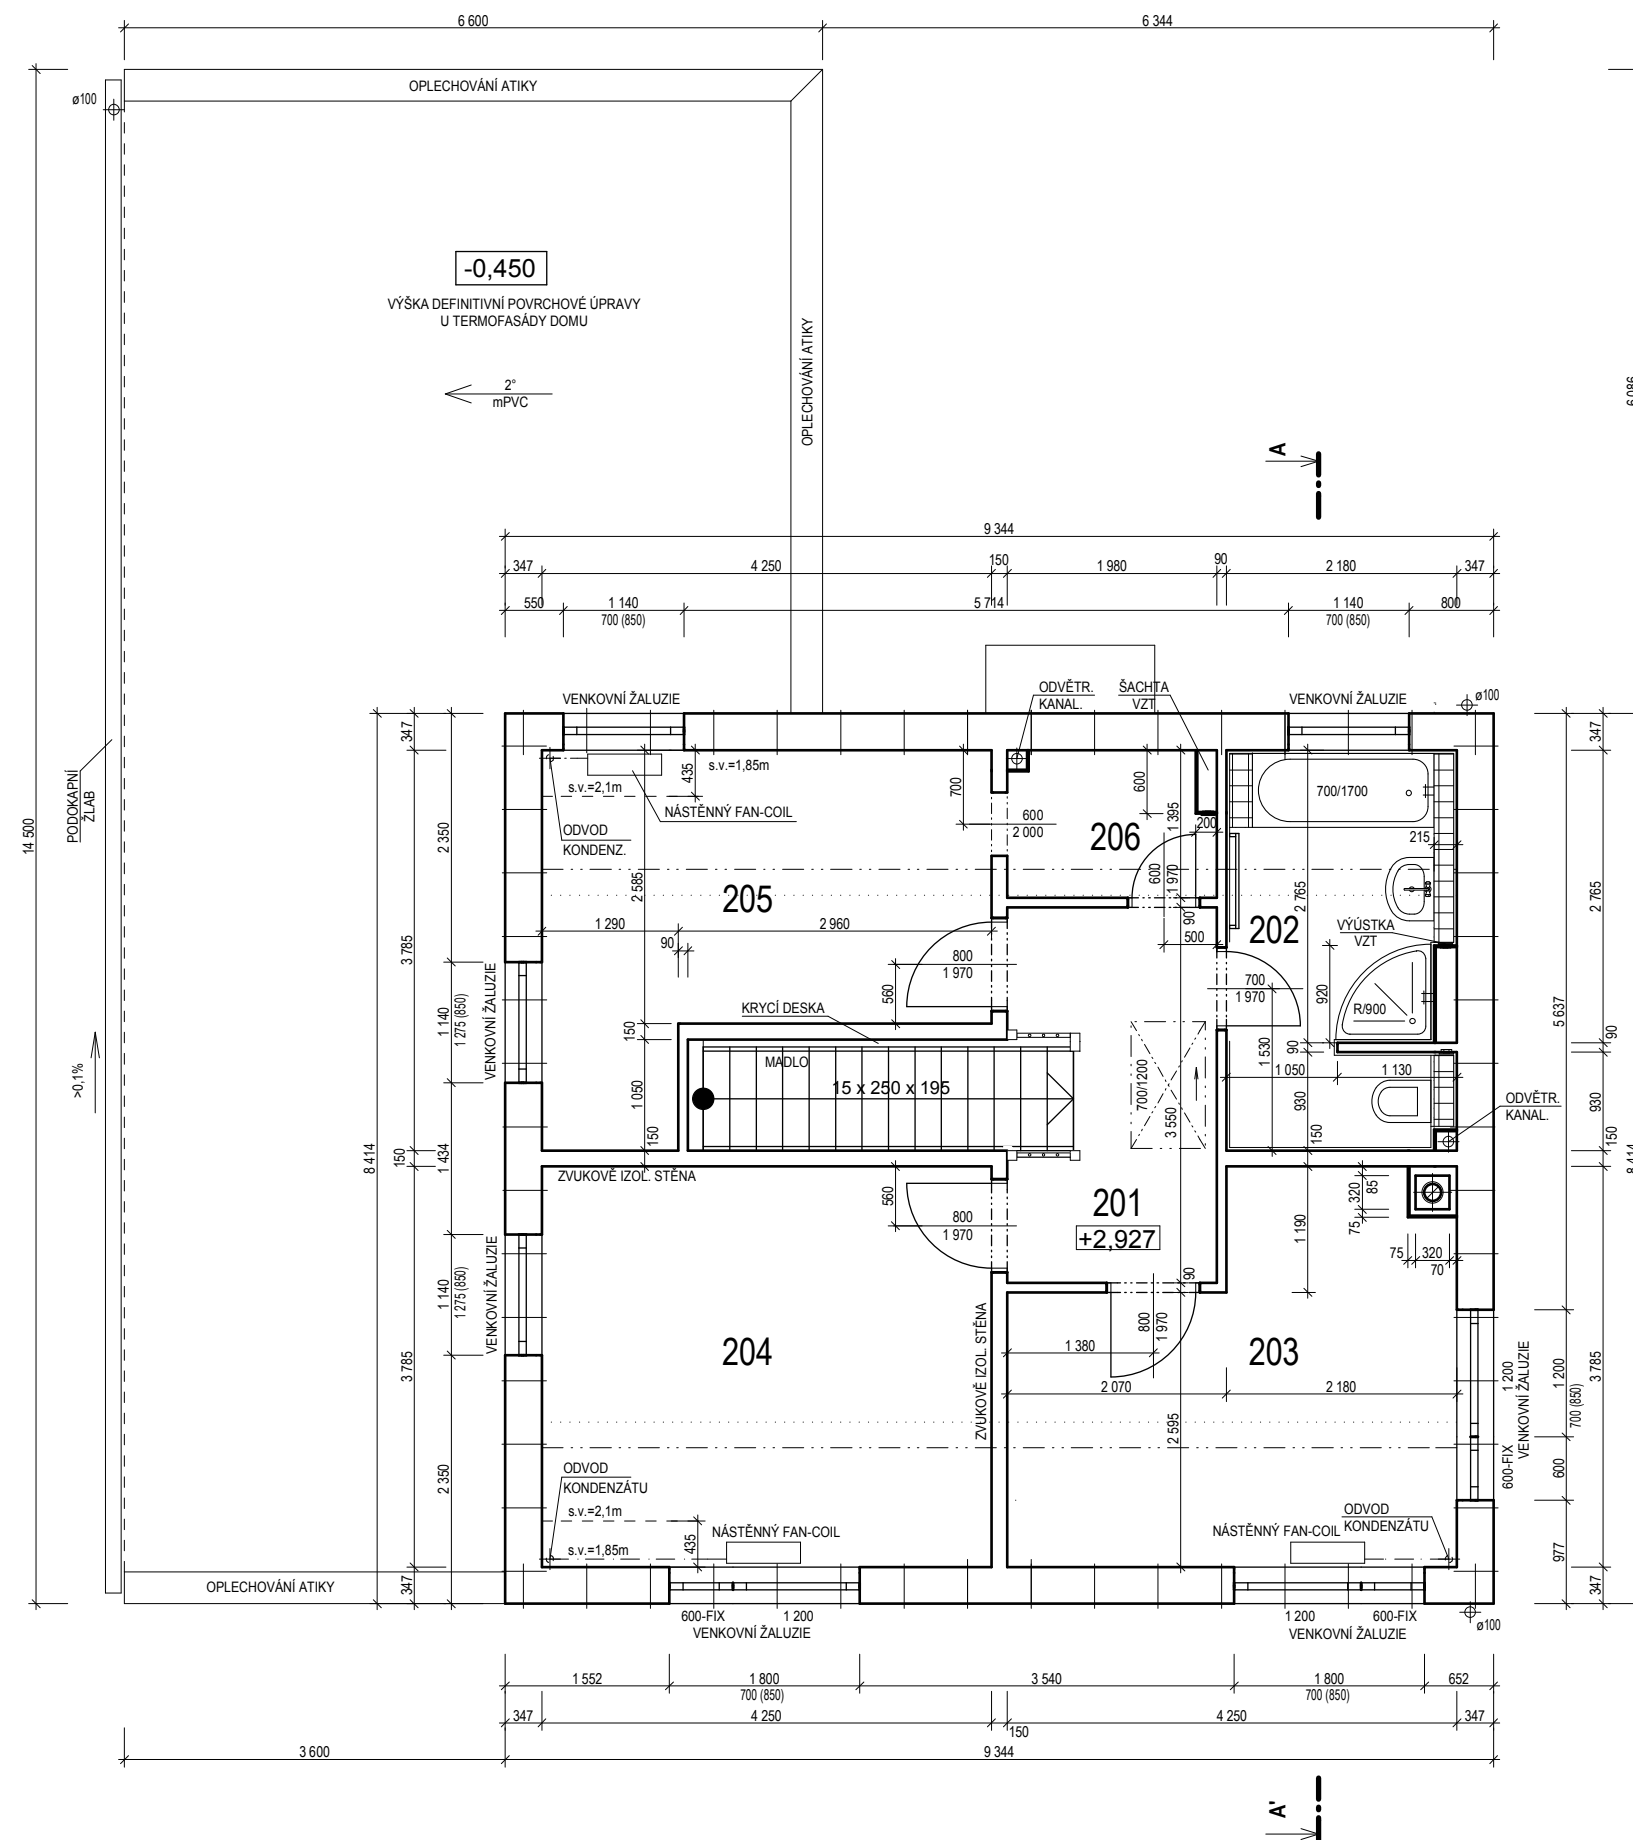 6 600
6 344
OPLECHOVÁNÍ ATIKY
ø100
14 500
6 086
-0,450
VÝŠKA DEFINITIVNÍ POVRCHOVÉ ÚPRAVY
U TERMOFASÁDY DOMU
OPLECHOVÁNÍ ATIKY
2°
mPVC
A
9 344
347
4 250
150
1 980
90
2 180
347
550
1 140
700 (850)
5 714
1 140
700 (850)
800
VENKOVNÍ ŽALUZIE
ODVĚTR.
KANAL.
ŠACHTA
VZT
VENKOVNÍ ŽALUZIE
ø100
PODOKAPNÍ
ŽLAB
>0,1%
8 414
347
3 785
150
3 785
347
2 350
1 140
1 275 (850)
1 434
1 140
1 275 (850)
2 350
VENKOVNÍ ŽALUZIE
VENKOVNÍ ŽALUZIE
s.v.=1,85m
s.v.=2,1m
435
NÁSTĚNNÝ FAN-COIL
ODVOD
KONDENZ.
2 585
205
1 290
2 960
90
800
1 970
560
150
KRYCÍ DESKA
MADLO
15 x 250 x 195
1 050
150
ZVUKOVĚ IZOL. STĚNA
700
600
2 000
600
1 395
200
206
600
1 970
90
500
700/1700
215
2 765
202
VÝÚSTKA
VZT
700
1 970
920
R/900
1 530
90
1 050
1 130
930
150
700/1200
3 550
ODVĚTR.
KANAL.
347
2 765
90
930
150
3 785
347
8 414
5 637
1 200
700 (850)
600
977
201
+2,927
560
800
1 970
90
1 190
320
85
75
75
320
70
204
ZVUKOVĚ IZOL. STĚNA
1 380
800
1 970
203
2 070
2 180
2 595
1 200
600-FIX
VENKOVNÍ ŽALUZIE
ODVOD
KONDENZÁTU
s.v.=2,1m
s.v.=1,85m
435
NÁSTĚNNÝ FAN-COIL
NÁSTĚNNÝ FAN-COIL
ODVOD
KONDENZÁTU
OPLECHOVÁNÍ ATIKY
600-FIX
1 200
VENKOVNÍ ŽALUZIE
1 200
600-FIX
VENKOVNÍ ŽALUZIE
ø100
1 552
1 800
700 (850)
3 540
1 800
700 (850)
652
347
4 250
150
4 250
347
3 600
9 344
A'